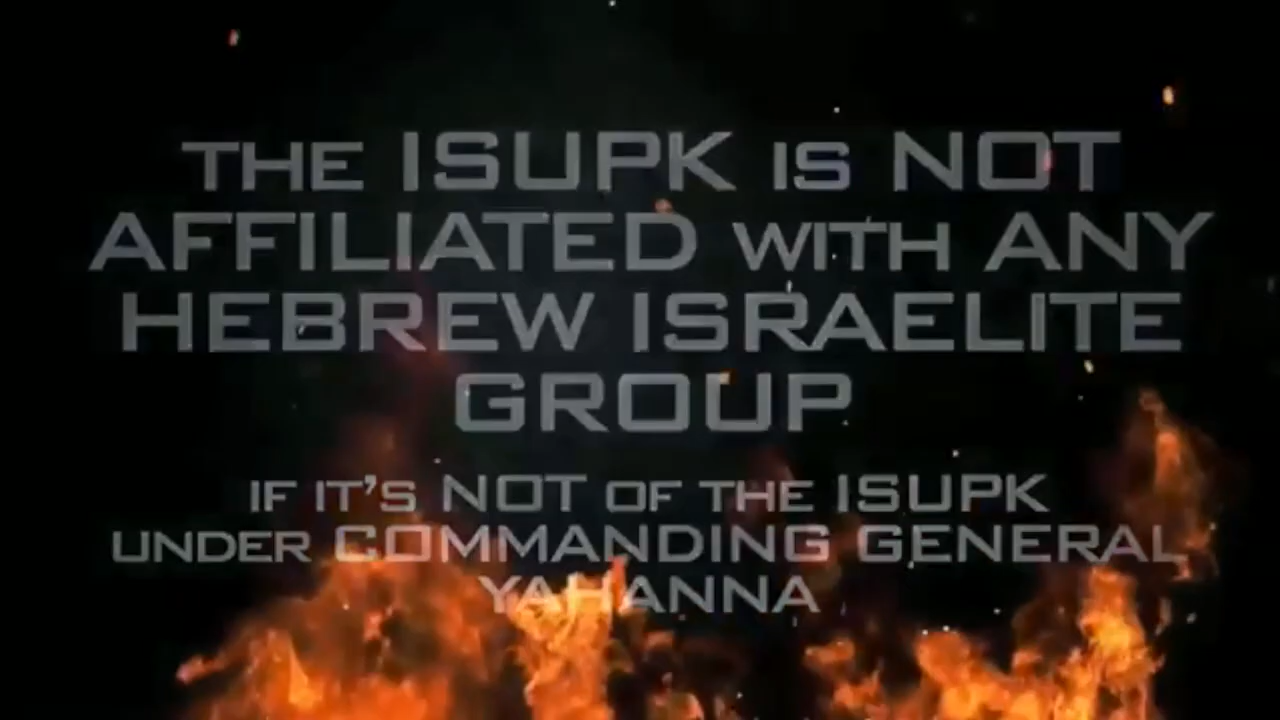 THE ISUPK IS NOT
AFFILIATED WITH ANY
HEBREW ISRAELITE
GROUP
IF IT'S NOT OF THE ISUPK
UNDER COMMANDING GENERAL
YAHANNA